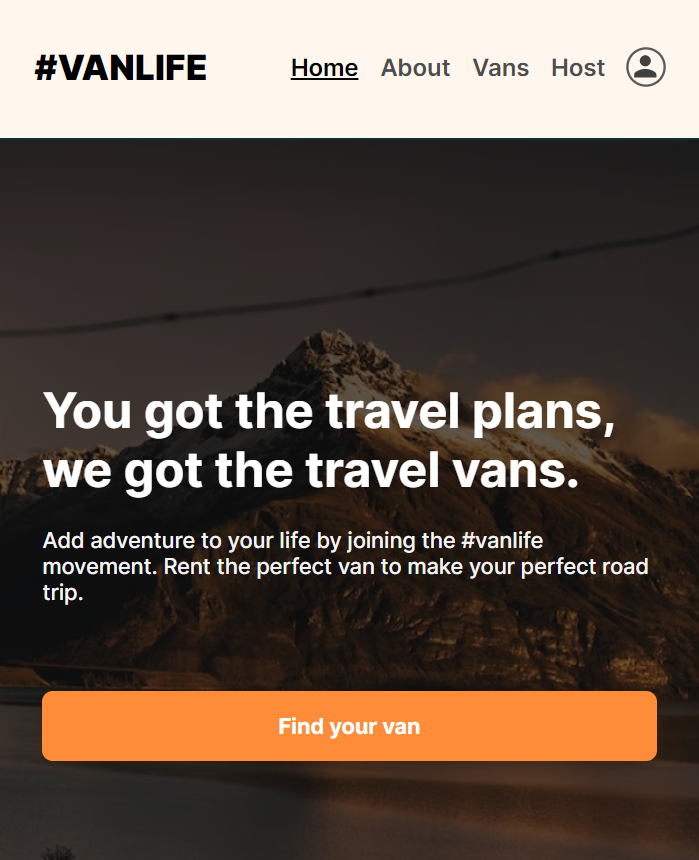 #VANLIFE Home About Vans Host
You got the travel plans,
we got the travel vans.
Add adventure to your life by joining the #vanlife
movement. Rent the perfect van to make your perfect road
trip.
Find your van